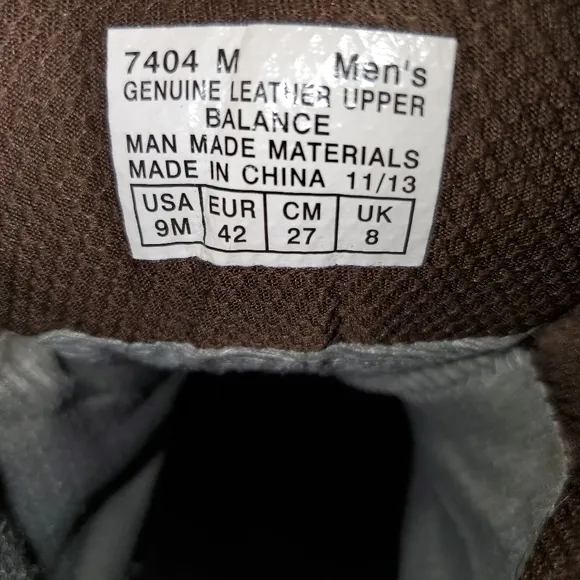 7404 M Men's
GENUINE LEATHER UPPER
BALANCE
MAN MADE MATERIALS
MADE IN CHINA 11/13
USA EUR CM UK
9M 42 27 8